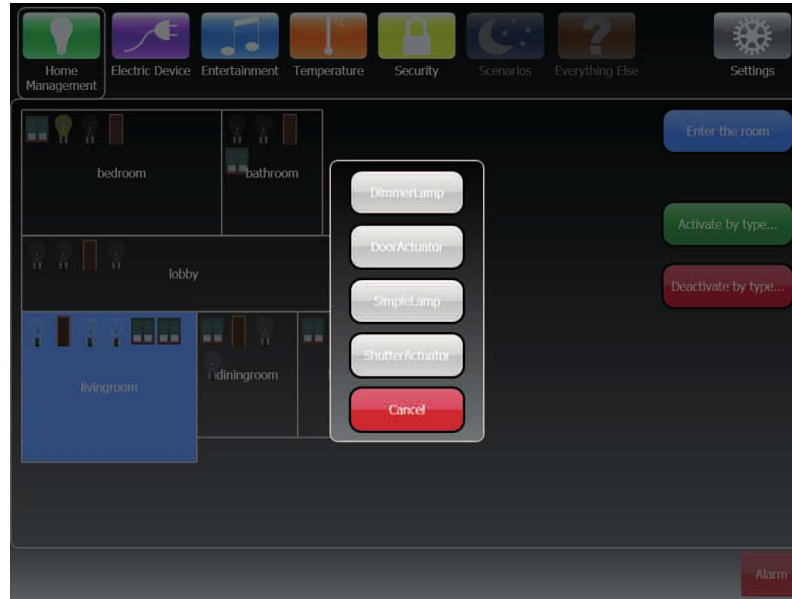 Home
Management
Electric Device
Entertainment
Temperature
Security
Scenarios
Everything Else
Settings
bedroom
bathroom
Enter the room
DimmerLamp
Activate by type...
DoorActuator
lobby
Deactivate by type...
SimpleLamp
livingroom
diningroom
ShutterActuator
Cancel
Alarm